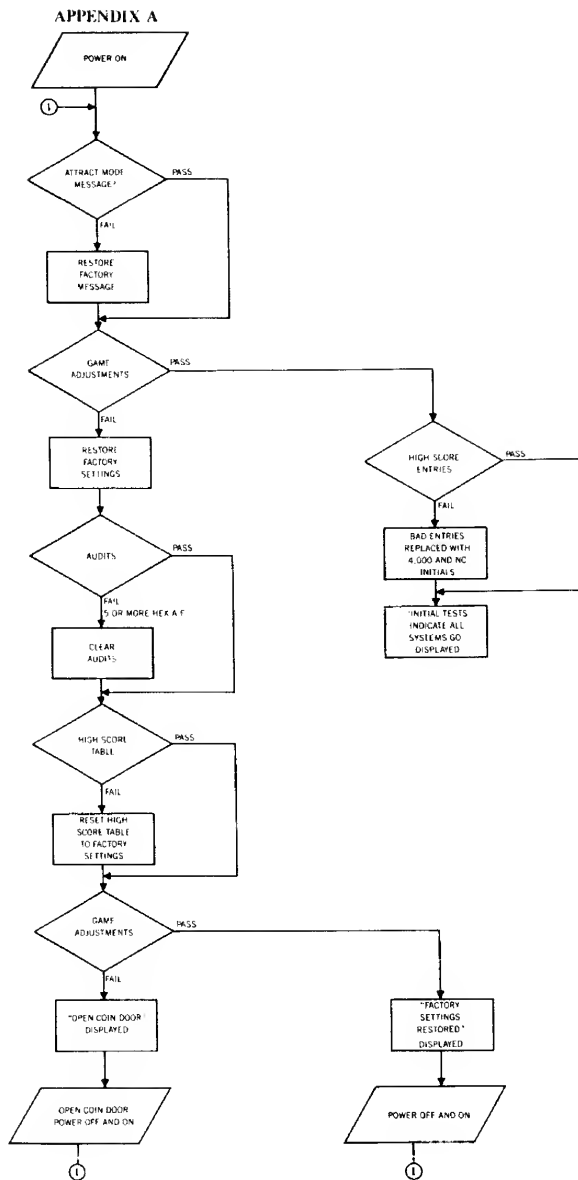 APPENDIX A
POWER ON
1
ATTRACT MODE
MESSAGE?
PASS
FAIL
RESTORE
FACTORY
MESSAGE
GAME
ADJUSTMENTS
PASS
FAIL
RESTORE
FACTORY
SETTINGS
HIGH SCORE
ENTRIES
PASS
FAIL
BAD ENTRIES
REPLACED WITH
4,000 AND NC
INITIALS
"INITIAL TESTS
INDICATE ALL
SYSTEMS GO
DISPLAYED
AUDITS
PASS
FAIL
5 OR MORE HEX A F
CLEAR
AUDITS
HIGH SCORE
TABLE
PASS
FAIL
RESET HIGH
SCORE TABLE
TO FACTORY
SETTINGS
GAME
ADJUSTMENTS
PASS
FAIL
"OPEN COIN DOOR"
DISPLAYED
"FACTORY
SETTINGS
RESTORED"
DISPLAYED
OPEN COIN DOOR
POWER OFF AND ON
POWER OFF AND ON
1
1